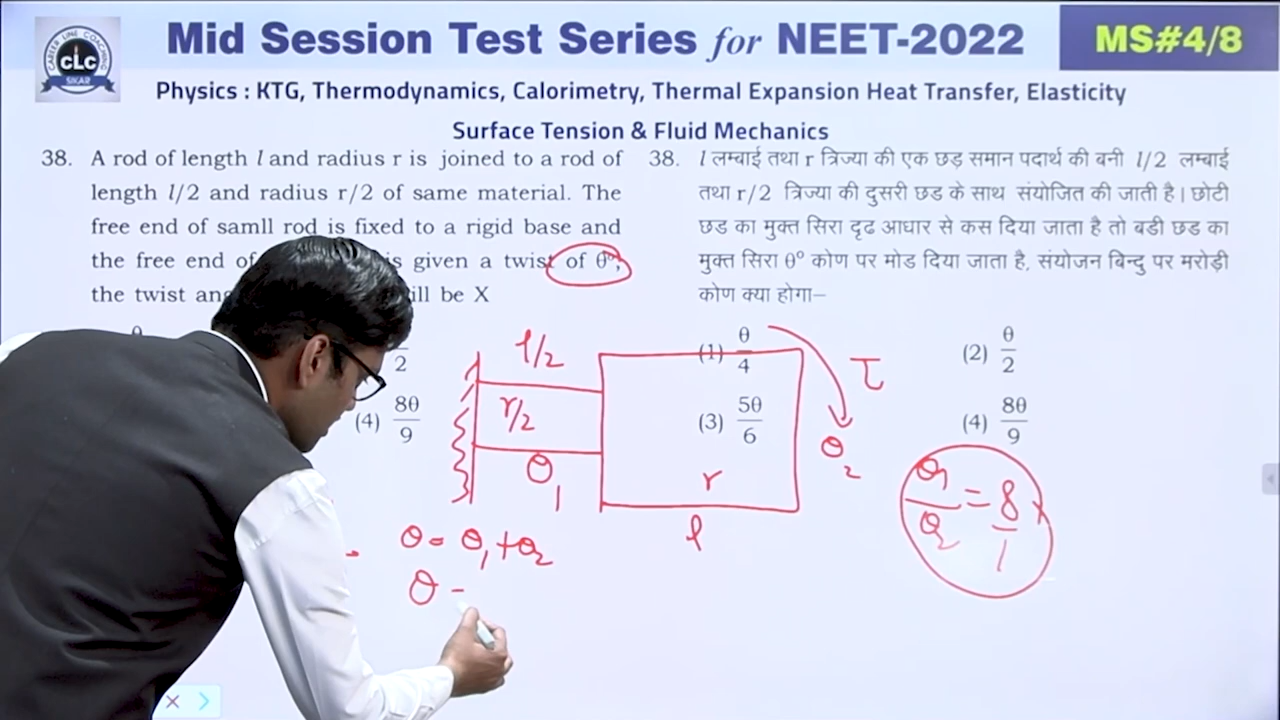 CAREER LINE COACHING
CLC
SIKAR
Mid Session Test Series for NEET-2022
MS#4/8
Physics : KTG, Thermodynamics, Calorimetry, Thermal Expansion Heat Transfer, Elasticity
Surface Tension & Fluid Mechanics
38. A rod of length l and radius r is joined to a rod of
length l/2 and radius r/2 of same material. The
free end of samll rod is fixed to a rigid base and
the free end of s given a twist of θ°,
the twist ang ill be X
θ
2
(4) 8θ/9
38. l लम्बाई तथा r त्रिज्या की एक छड़ समान पदार्थ की बनी l/2 लम्बाई
तथा r/2 त्रिज्या की दुसरी छड के साथ संयोजित की जाती है। छोटी
छड का मुक्त सिरा दृढ आधार से कस दिया जाता है तो बडी छड का
मुक्त सिरा θ° कोण पर मोड दिया जाता है, संयोजन बिन्दु पर मरोड़ी
कोण क्या होगा–
(1) θ/4 (2) θ/2
(3) 5θ/6 (4) 8θ/9
l/2
r/2
θ1
r
l
τ
θ2
θ1/θ2 = 8/1
θ = θ1 + θ2
θ =